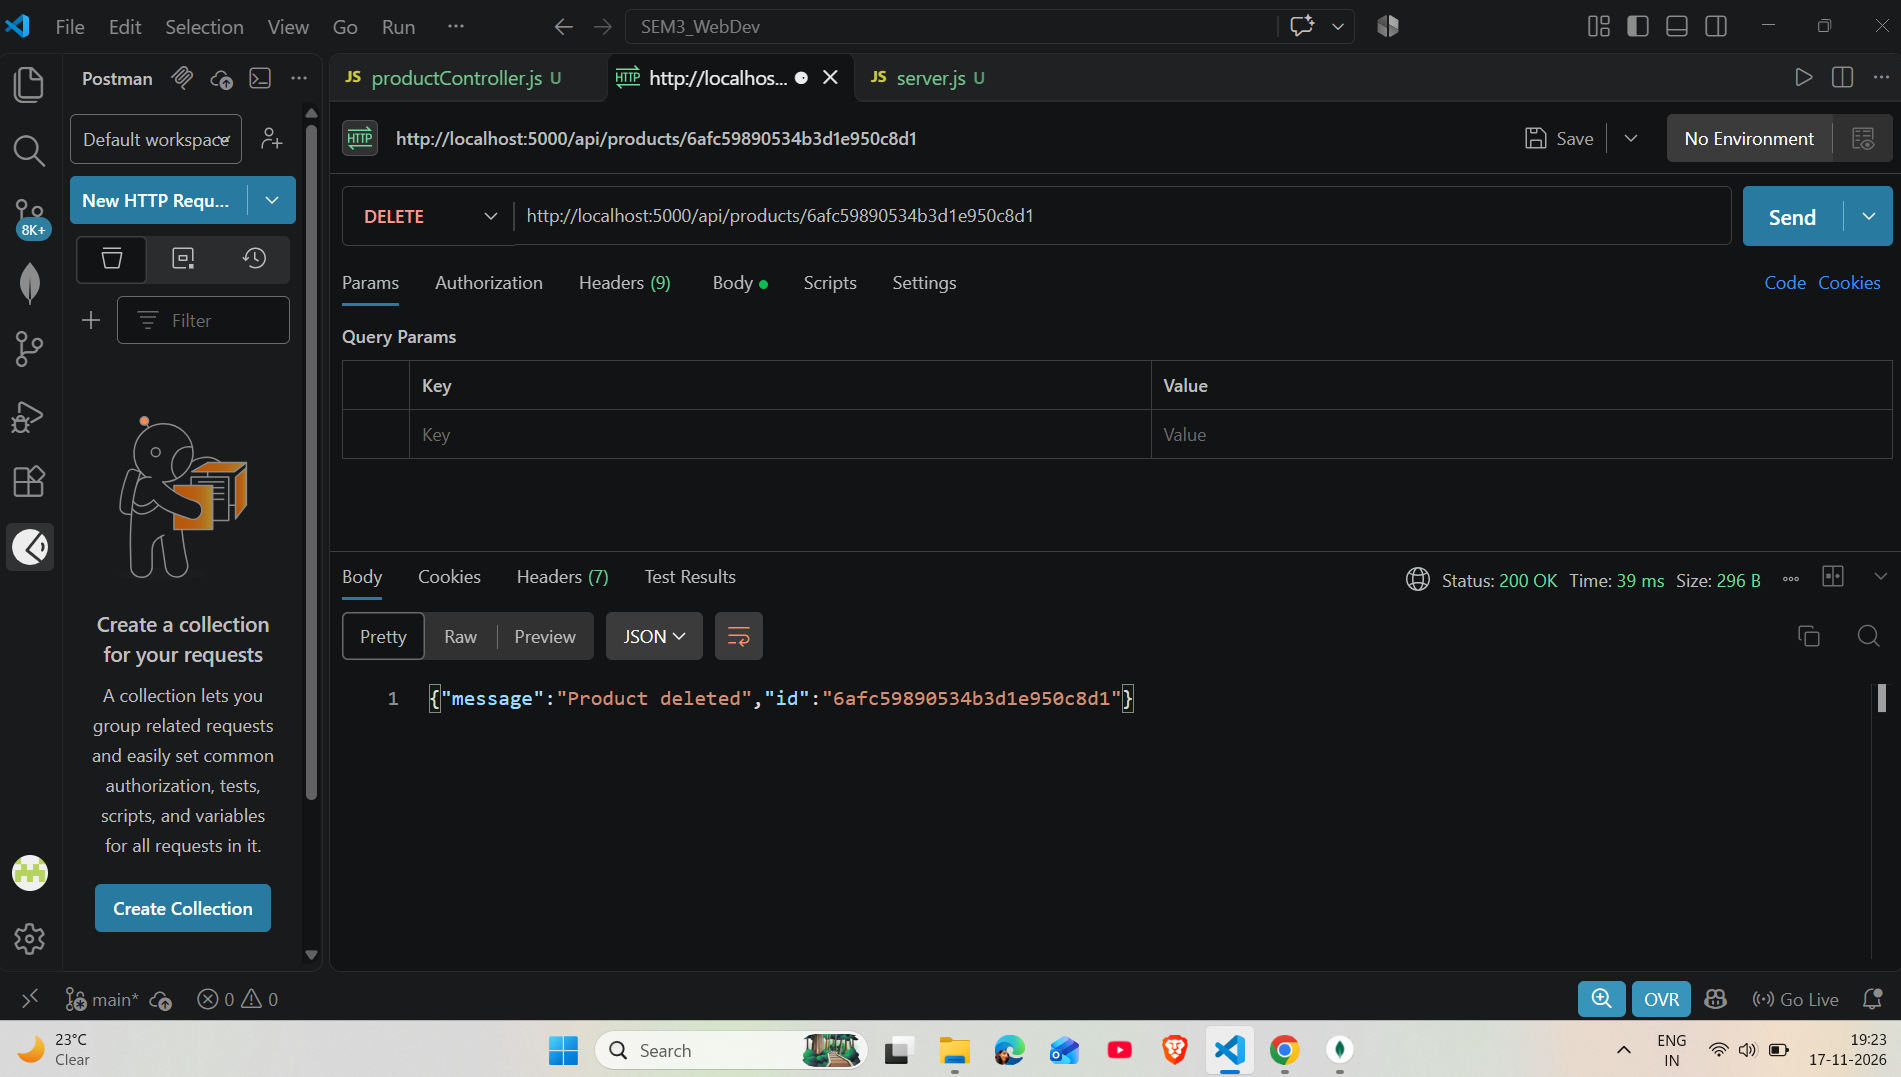 File Edit Selection View Go Run ···
SEM3_WebDev
Postman
JS productController.js U
HTTP http://localhos...
JS server.js U
Default workspace
New HTTP Requ...
8K+
Filter
Create a collection
for your requests
A collection lets you
group related requests
and easily set common
authorization, tests,
scripts, and variables
for all requests in it.
Create Collection
HTTP http://localhost:5000/api/products/6afc59890534b3d1e950c8d1
Save
No Environment
DELETE http://localhost:5000/api/products/6afc59890534b3d1e950c8d1
Send
Params Authorization Headers (9) Body Scripts Settings
Code Cookies
Query Params
Key Value
Key Value
Body Cookies Headers (7) Test Results
Status: 200 OK Time: 39 ms Size: 296 B
Pretty Raw Preview JSON
1 {"message":"Product deleted","id":"6afc59890534b3d1e950c8d1"}
main* 0 0
OVR Go Live
23°C
Clear
Search
ENG
IN
19:23
17-11-2026